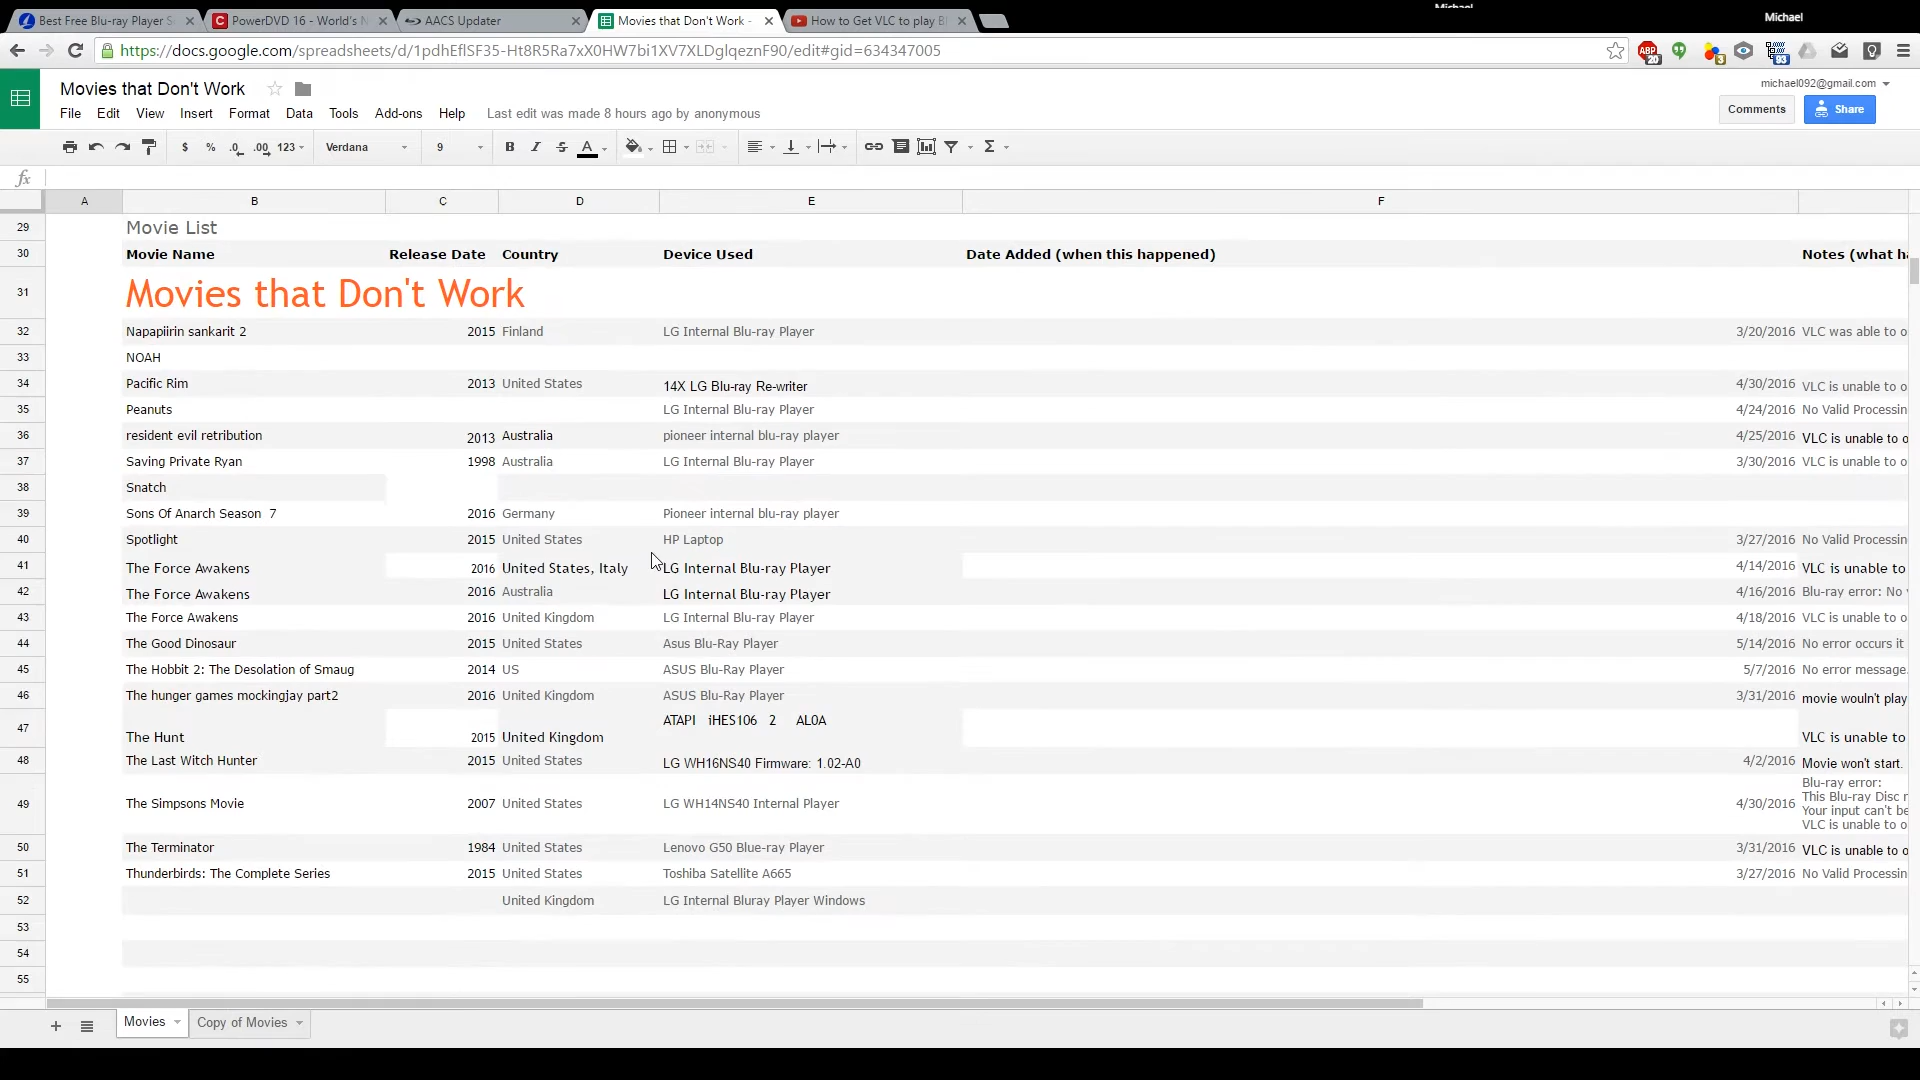 Michael
Michael
Best Free Blu-ray Player S
PowerDVD 16 - World's N
AACS Updater
Movies that Don't Work -
How to Get VLC to play Bl
https://docs.google.com/spreadsheets/d/1pdhEflSF35-Ht8R5Ra7xX0HW7bi1XV7XLDglqeznF90/edit#gid=634347005
ABP 20 3 93
Movies that Don't Work
michael092@gmail.com
File Edit View Insert Format Data Tools Add-ons Help Last edit was made 8 hours ago by anonymous
Comments Share
$ % .0 .00 123 Verdana 9 B I S A Σ
fx
A B C D E F
29 Movie List
30 Movie Name Release Date Country Device Used Date Added (when this happened) Notes (what ha
31 Movies that Don't Work
32 Napapiirin sankarit 2 2015 Finland LG Internal Blu-ray Player 3/20/2016 VLC was able to o
33 NOAH
34 Pacific Rim 2013 United States 14X LG Blu-ray Re-writer 4/30/2016 VLC is unable to o
35 Peanuts LG Internal Blu-ray Player 4/24/2016 No Valid Processin
36 resident evil retribution 2013 Australia pioneer internal blu-ray player 4/25/2016 VLC is unable to o
37 Saving Private Ryan 1998 Australia LG Internal Blu-ray Player 3/30/2016 VLC is unable to o
38 Snatch
39 Sons Of Anarch Season 7 2016 Germany Pioneer internal blu-ray player
40 Spotlight 2015 United States HP Laptop 3/27/2016 No Valid Processin
41 The Force Awakens 2016 United States, Italy LG Internal Blu-ray Player 4/14/2016 VLC is unable to
42 The Force Awakens 2016 Australia LG Internal Blu-ray Player 4/16/2016 Blu-ray error: No
43 The Force Awakens 2016 United Kingdom LG Internal Blu-ray Player 4/18/2016 VLC is unable to o
44 The Good Dinosaur 2015 United States Asus Blu-Ray Player 5/14/2016 No error occurs it
45 The Hobbit 2: The Desolation of Smaug 2014 US ASUS Blu-Ray Player 5/7/2016 No error message.
46 The hunger games mockingjay part2 2016 United Kingdom ASUS Blu-Ray Player 3/31/2016 movie wouln't play
47 The Hunt 2015 United Kingdom ATAPI iHES106 2 AL0A VLC is unable to
48 The Last Witch Hunter 2015 United States LG WH16NS40 Firmware: 1.02-A0 4/2/2016 Movie won't start.
49 The Simpsons Movie 2007 United States LG WH14NS40 Internal Player 4/30/2016 Blu-ray error:
This Blu-ray Disc
Your input can't be
VLC is unable to o
50 The Terminator 1984 United States Lenovo G50 Blue-ray Player 3/31/2016 VLC is unable to o
51 Thunderbirds: The Complete Series 2015 United States Toshiba Satellite A665 3/27/2016 No Valid Processin
52 United Kingdom LG Internal Bluray Player Windows
53
54
55
+ Movies Copy of Movies